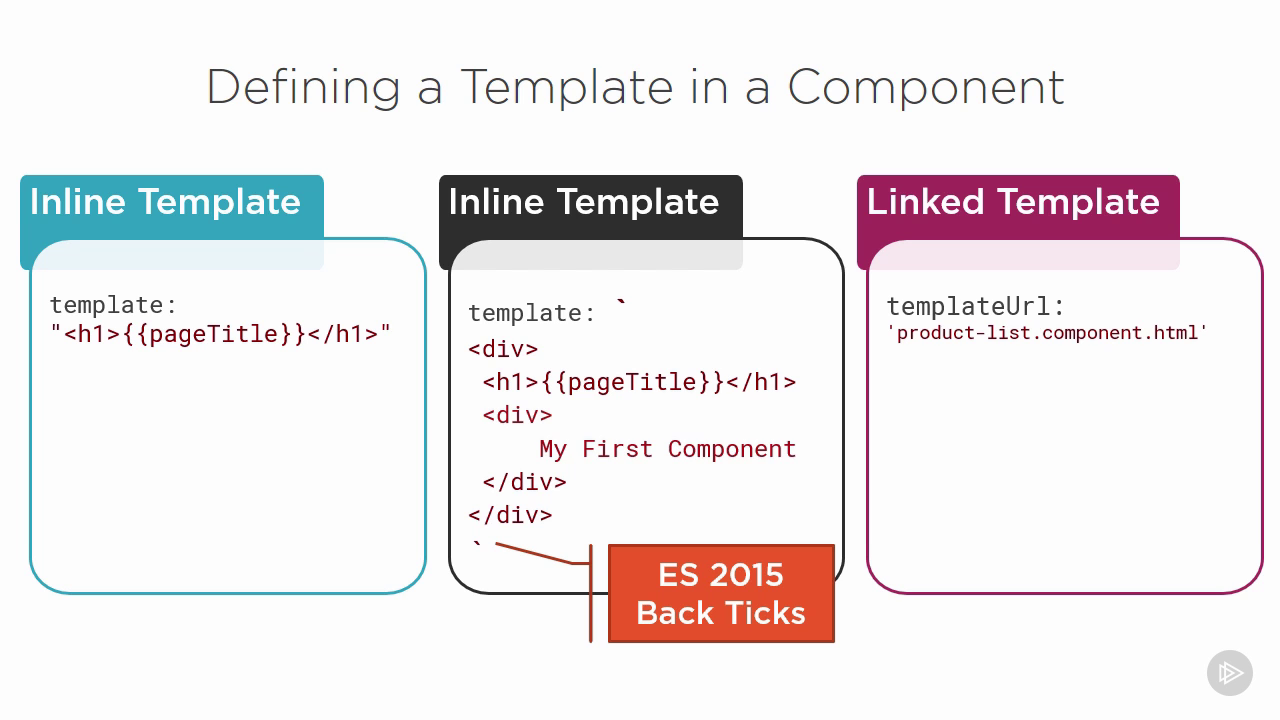 Defining a Template in a Component
Inline Template
template:
"<h1>{{pageTitle}}</h1>"
Inline Template
template: `
<div>
<h1>{{pageTitle}}</h1>
<div>
My First Component
</div>
</div>
`
ES 2015
Back Ticks
Linked Template
templateUrl:
'product-list.component.html'